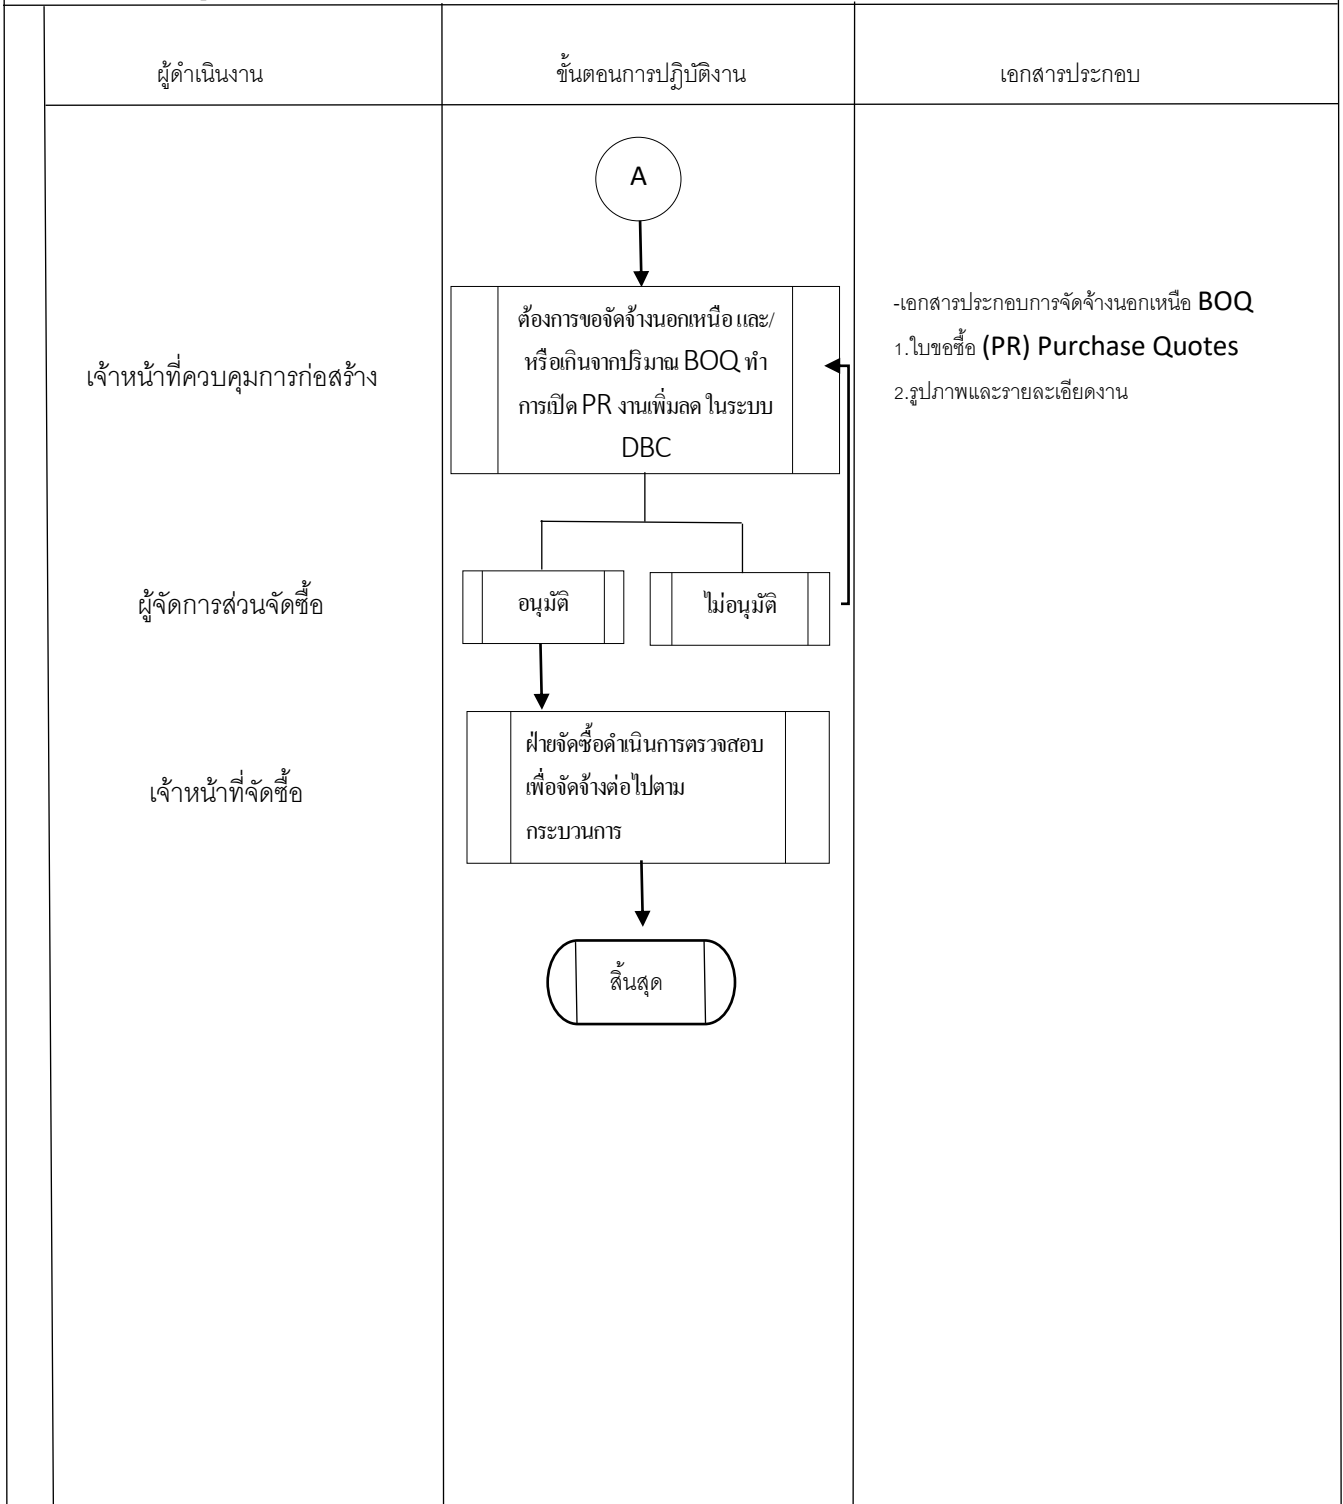 ผู้ดำเนินงาน
ขั้นตอนการปฏิบัติงาน
เอกสารประกอบ
A
เจ้าหน้าที่ควบคุมการก่อสร้าง
ต้องการขอจัดจ้างนอกเหนือ และ/
หรือเกินจากปริมาณ BOQ ทำ
การเปิด PR งานเพิ่มลด ในระบบ
DBC
-เอกสารประกอบการจัดจ้างนอกเหนือ BOQ
1.ใบขอซื้อ (PR) Purchase Quotes
2.รูปภาพและรายละเอียดงาน
ผู้จัดการส่วนจัดซื้อ
อนุมัติ
ไม่อนุมัติ
เจ้าหน้าที่จัดซื้อ
ฝ่ายจัดซื้อดำเนินการตรวจสอบ
เพื่อจัดจ้างต่อไปตาม
กระบวนการ
สิ้นสุด